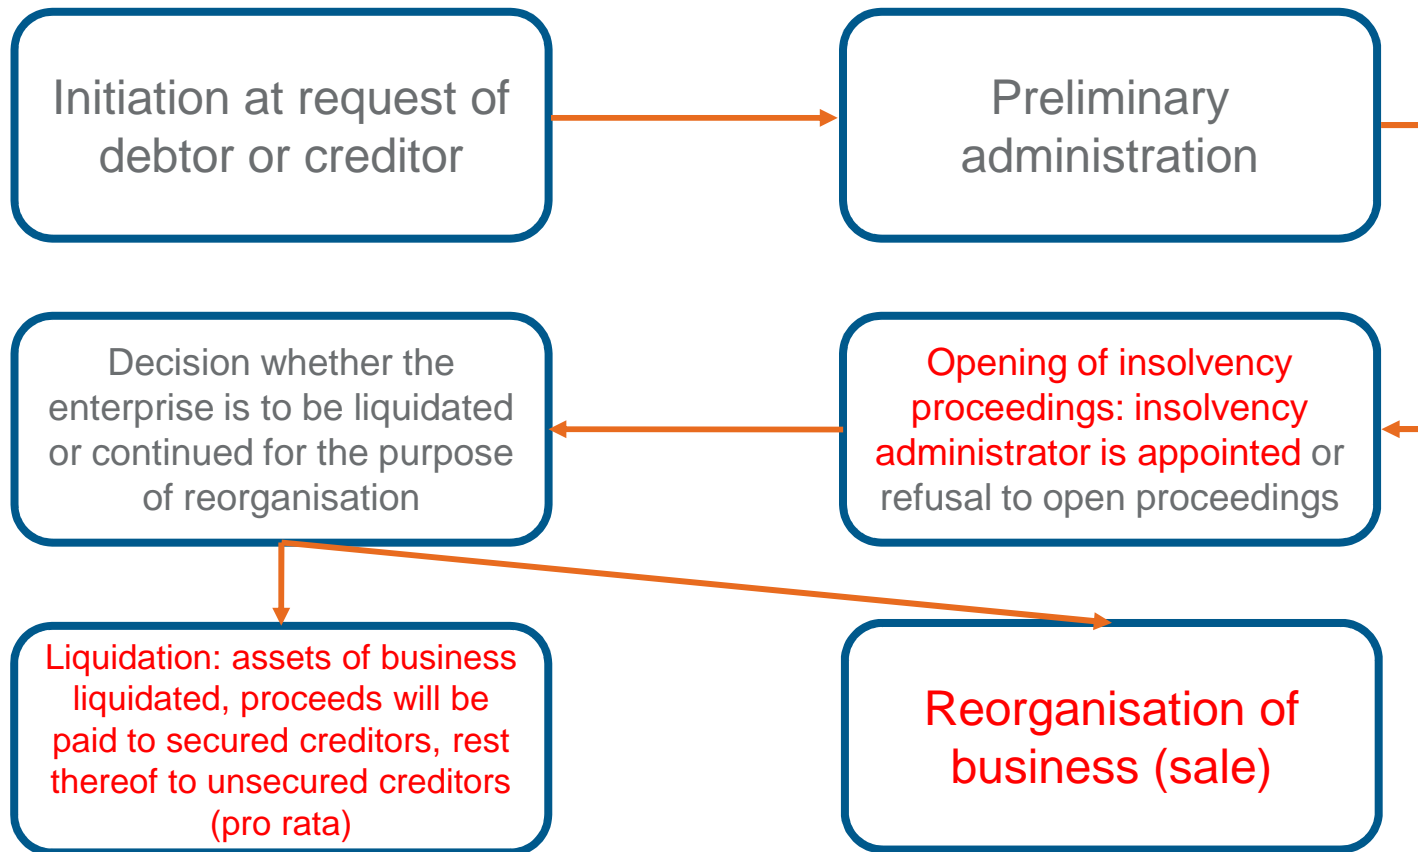 Initiation at request of
debtor or creditor
Preliminary
administration
Decision whether the
enterprise is to be liquidated
or continued for the purpose
of reorganisation
Opening of insolvency
proceedings: insolvency
administrator is appointed or
refusal to open proceedings
Liquidation: assets of business
liquidated, proceeds will be
paid to secured creditors, rest
thereof to unsecured creditors
(pro rata)
Reorganisation of
business (sale)